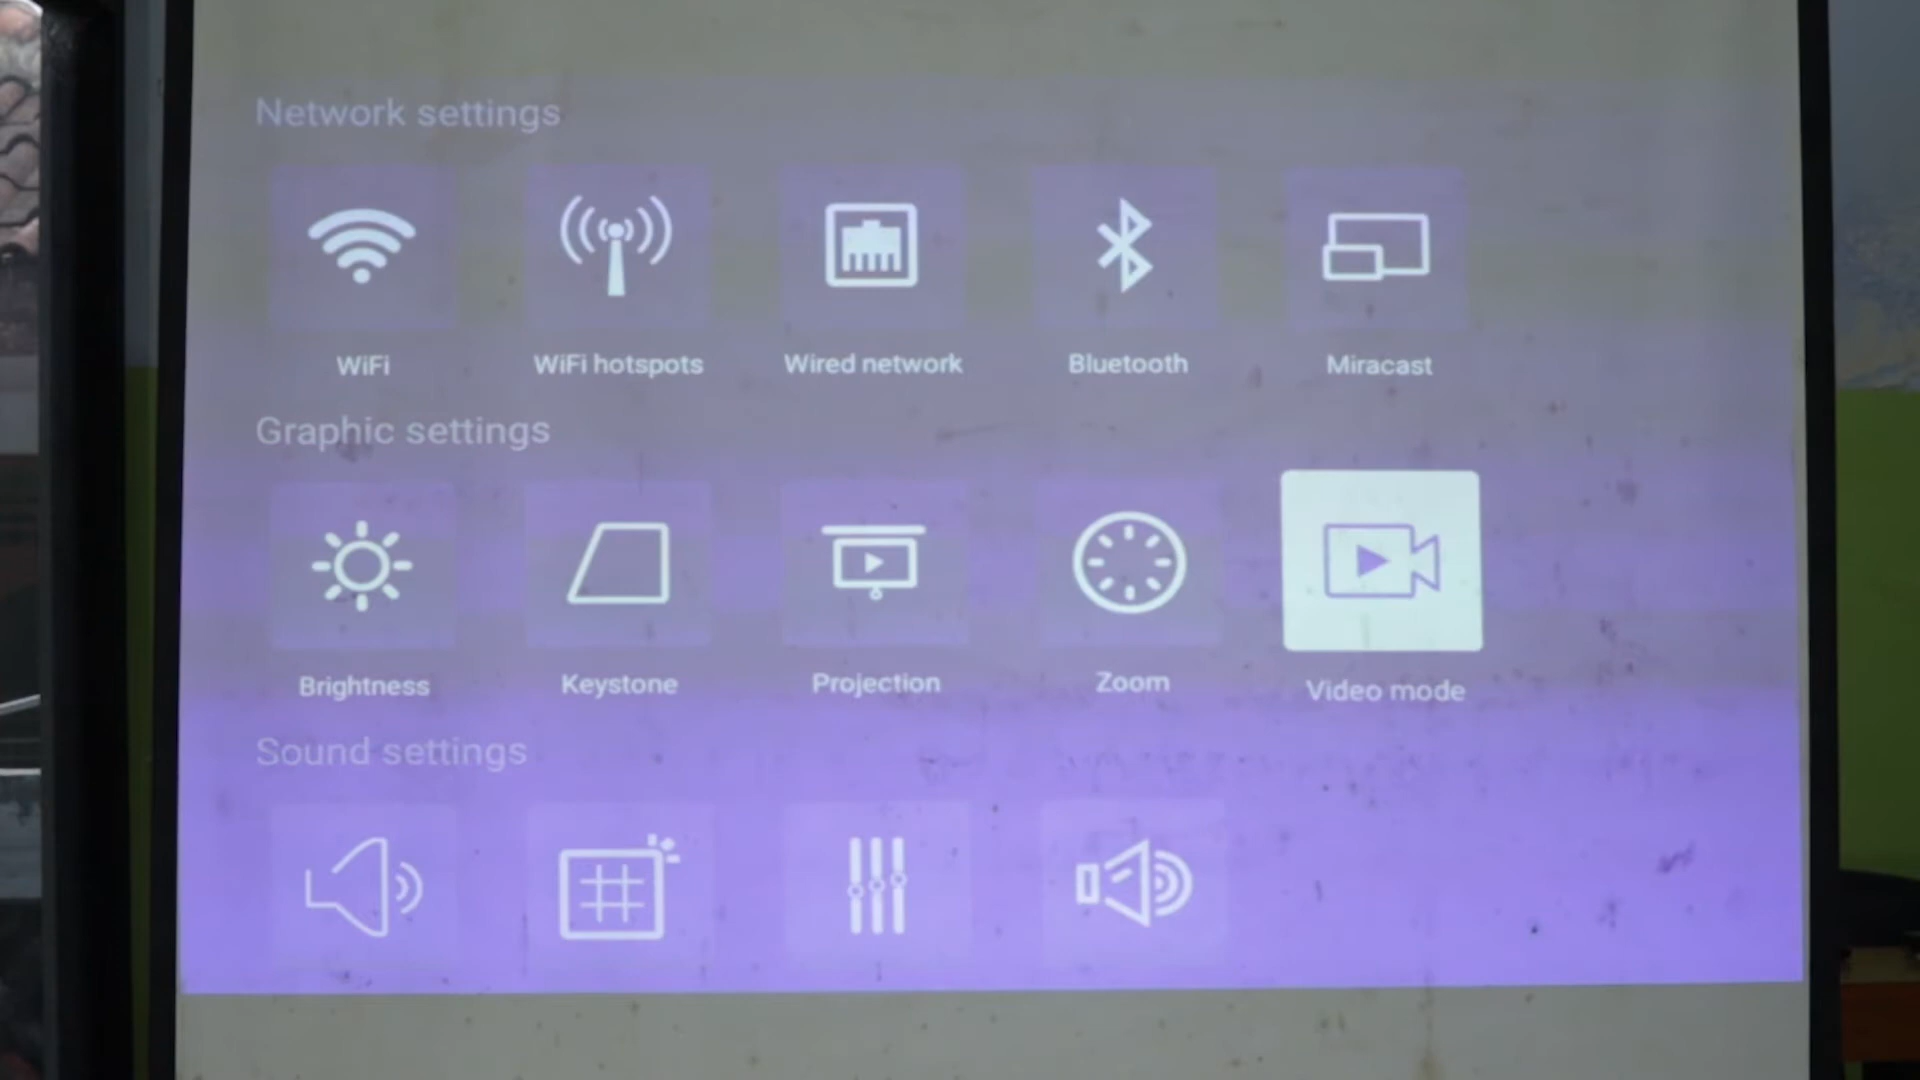 Network settings
WiFi
WiFi hotspots
Wired network
Bluetooth
Miracast
Graphic settings
Brightness
Keystone
Projection
Zoom
Video mode
Sound settings